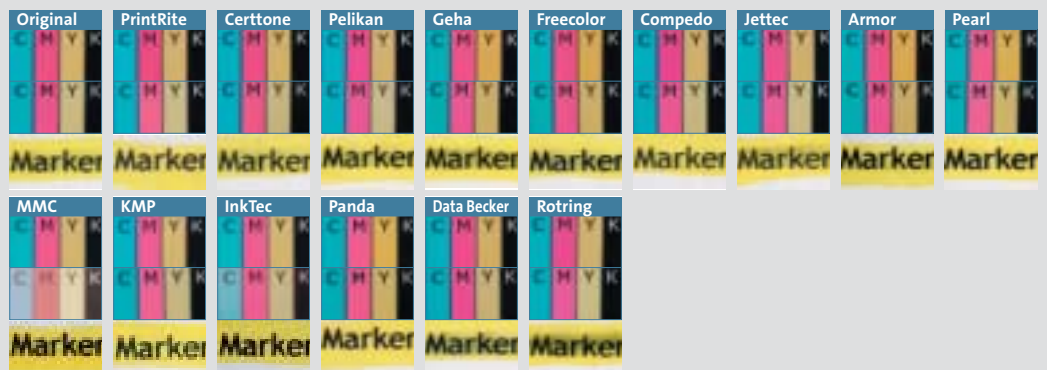 Original PrintRite Certtone Pelikan Geha Freecolor Compedo Jettec Armor Pearl
C M Y K C M Y K C M Y K C M Y K C M Y K C M Y K C M Y K C M Y K C M Y K C M Y K
C M Y K C M Y K C M Y K C M Y K C M Y K C M Y K C M Y K C M Y K C M Y K C M Y K
Marker Marker Marker Marker Marker Marker Marker Marker Marker Marker
MMC KMP InkTec Panda Data Becker Rotring
C M Y K C M Y K C M Y K C M Y K C M Y K C M Y K
C M Y K C M Y K C M Y K C M Y K C M Y K C M Y K
Marker Marker Marker Marker Marker Marker